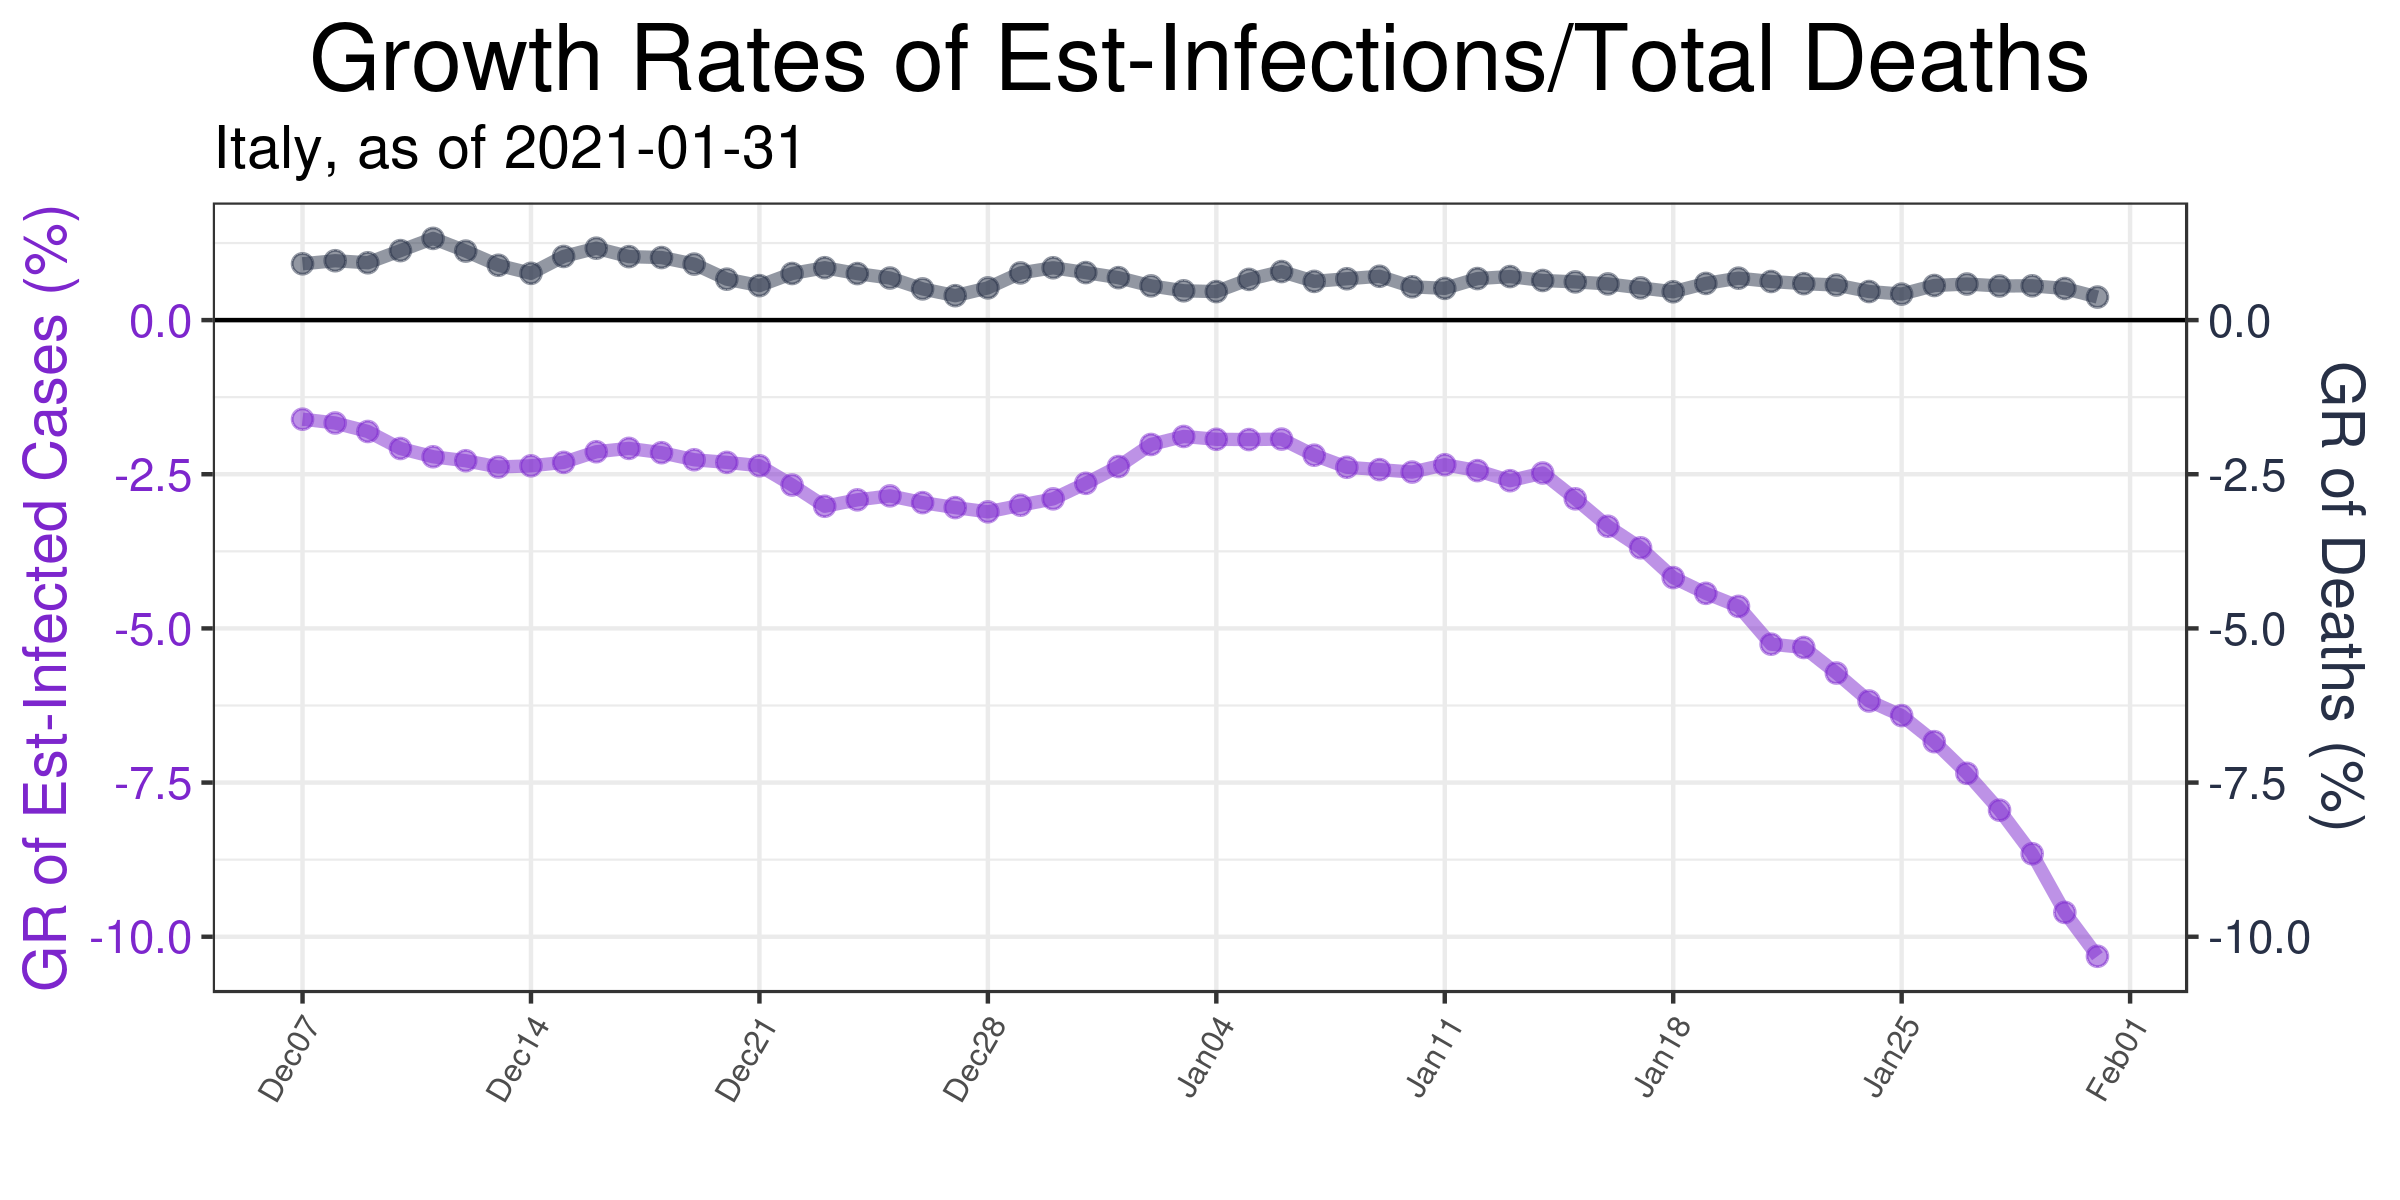 Growth Rates of Est-Infections/Total Deaths
Italy, as of 2021-01-31
GR of Est-Infected Cases (%)
0.0
-2.5
-5.0
-7.5
-10.0
0.0
-2.5
-5.0
-7.5
-10.0
GR of Deaths (%)
Dec07
Dec14
Dec21
Dec28
Jan04
Jan11
Jan18
Jan25
Feb01